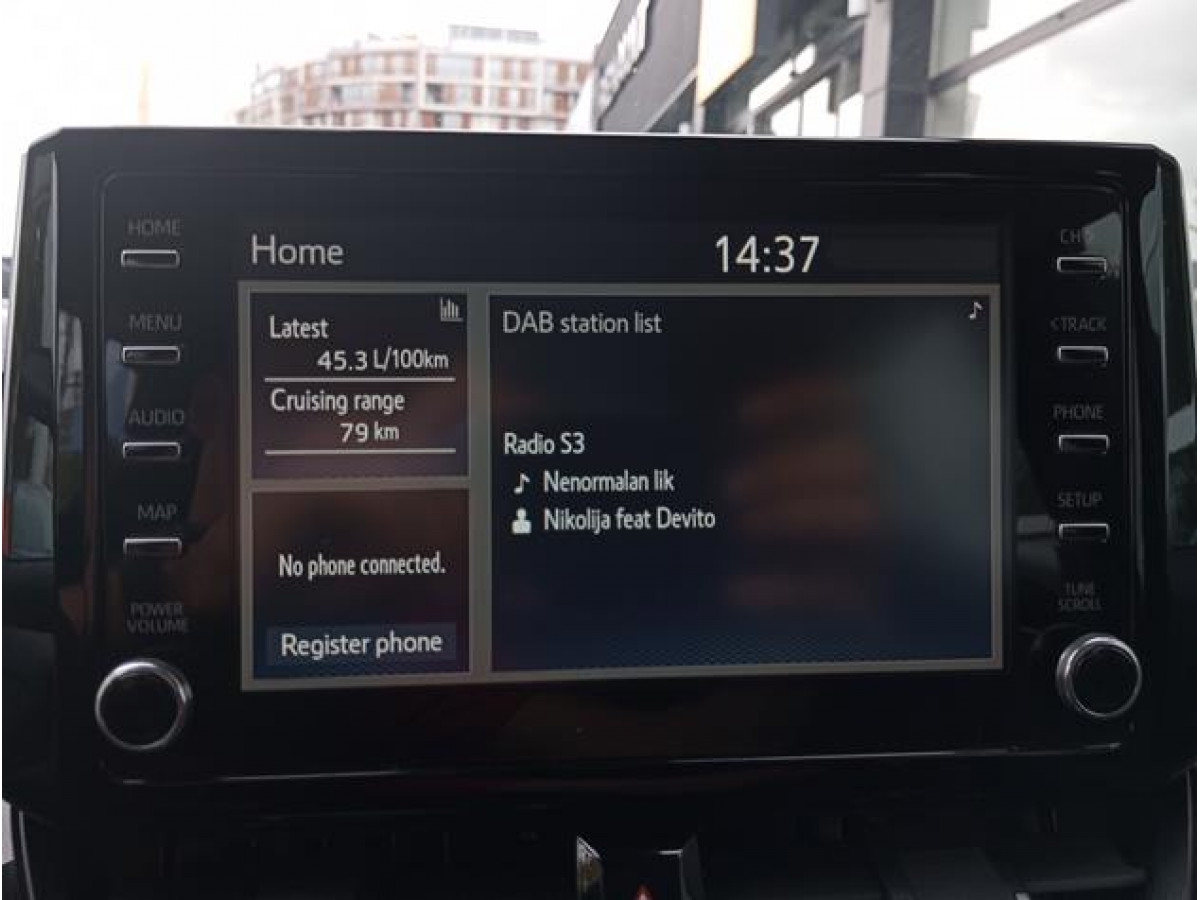 HOME
MENU
AUDIO
MAP
POWER
VOLUME
Home
14:37
Latest
45.3 L/100km
Cruising range
79 km
No phone connected.
Register phone
DAB station list
Radio S3
Nenormalan lik
Nikolija feat Devito
CH>
<TRACK
PHONE
SETUP
TUNE
SCROLL